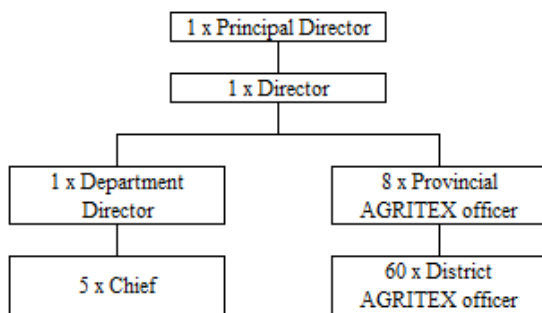 1 x Principal Director
1 x Director
1 x Department
Director
8 x Provincial
AGRITEX officer
5 x Chief
60 x District
AGRITEX officer